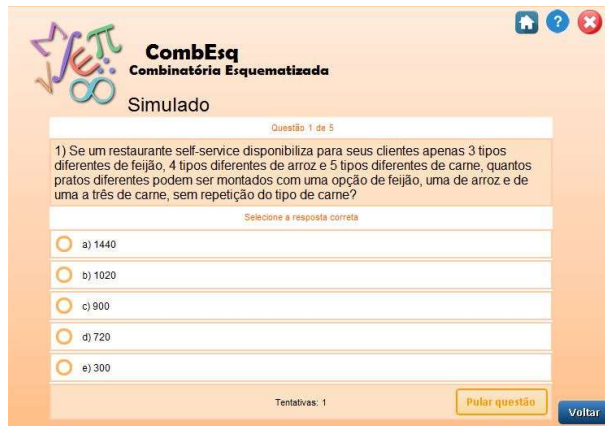 CombEsq
Combinatória Esquematizada
Simulado
Questão 1 de 5
1) Se um restaurante self-service disponibiliza para seus clientes apenas 3 tipos
diferentes de feijão, 4 tipos diferentes de arroz e 5 tipos diferentes de carne, quantos
pratos diferentes podem ser montados com uma opção de feijão, uma de arroz e de
uma a três de carne, sem repetição do tipo de carne?
Selecione a resposta correta
a) 1440
b) 1020
c) 900
d) 720
e) 300
Tentativas: 1
Pular questão
Voltar